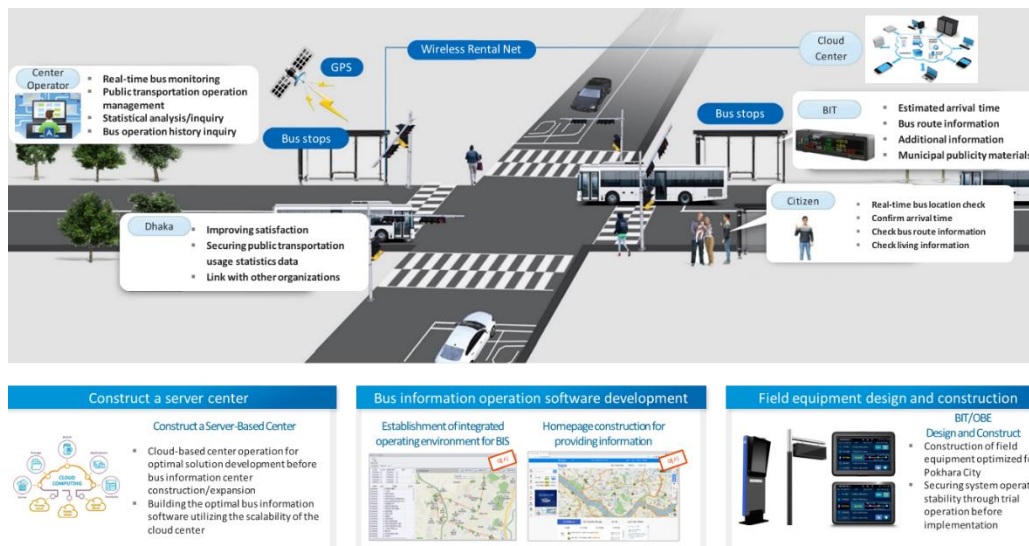 Wireless Rental Net
Cloud
Center
GPS
Center
Operator
▪ Real-time bus monitoring
▪ Public transportation operation
management
▪ Statistical analysis/inquiry
▪ Bus operation history inquiry
Bus stops
Bus stops
BIT
▪ Estimated arrival time
▪ Bus route information
▪ Additional information
▪ Municipal publicity materials
Citizen
▪ Real-time bus location check
▪ Confirm arrival time
▪ Check bus route information
▪ Check living information
Dhaka
▪ Improving satisfaction
▪ Securing public transportation
usage statistics data
▪ Link with other organizations
Construct a server center
Construct a Server-Based Center
CLOUD
COMPUTING
▪ Cloud-based center operation for
optimal solution development before
bus information center
construction/expansion
▪ Building the optimal bus information
software utilizing the scalability of the
cloud center
Bus information operation software development
Establishment of integrated
operating environment for BIS
예시
Homepage construction for
providing information
예시
Field equipment design and construction
BIT/OBE
Design and Construct
▪ Construction of field
equipment optimized fo
Pokhara City
▪ Securing system operat
stability through trial
operation before
implementation